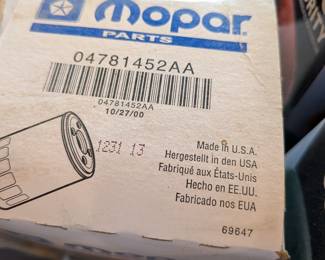 Mopar
PARTS
04781452AA
04781452AA
10/27/00
1231 13
Made in U.S.A.
Hergestellt in den USA
Fabriqué aux États-Unis
Hecho en EE.UU.
Fabricado nos EUA
69647